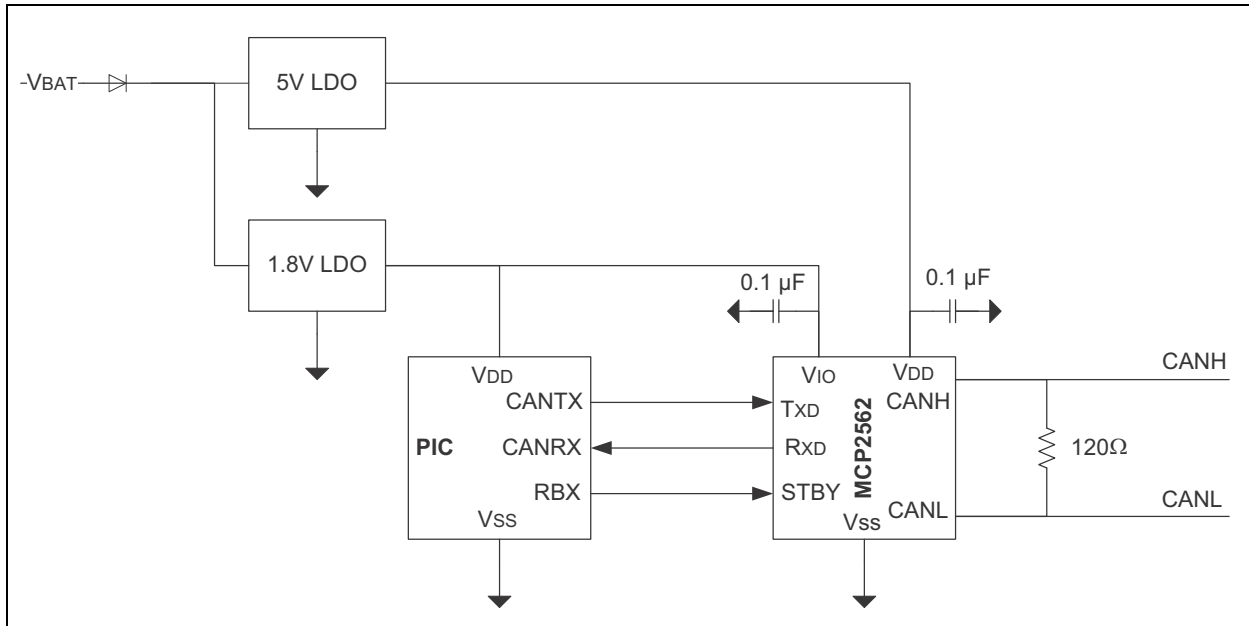 VBAT
5V LDO
1.8V LDO
0.1 µF
0.1 µF
VDD
CANTX
PIC
CANRX
RBX
VSS
VIO
VDD
TXD
CANH
RXD
MCP2562
STBY
CANL
Vss
CANH
120Ω
CANL